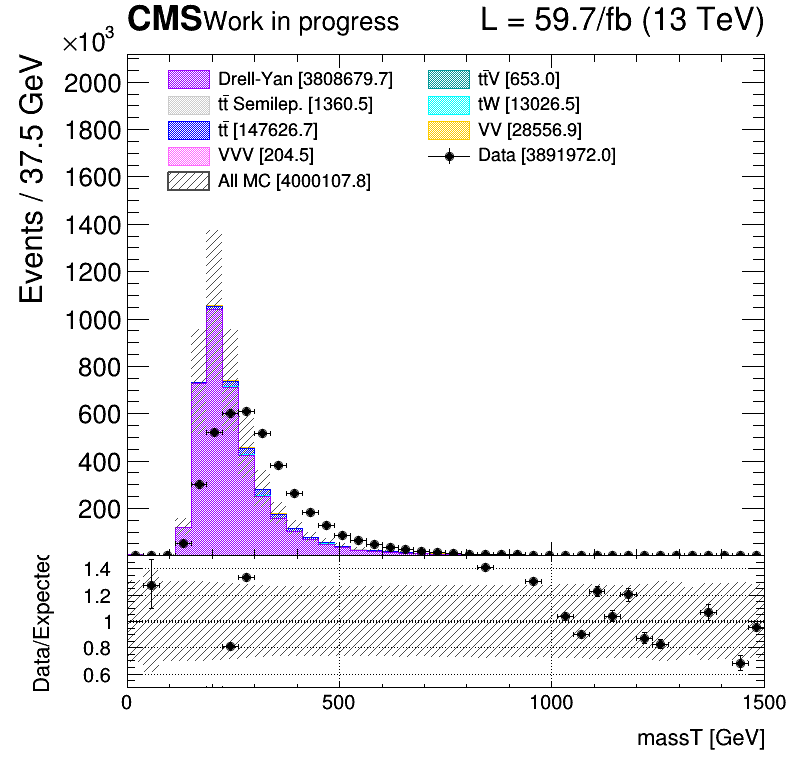 CMS Work in progress L = 59.7/fb (13 TeV)
×10³
Events / 37.5 GeV
2000
1800
1600
1400
1200
1000
800
600
400
200
Drell-Yan [3808679.7]
tt̄ Semilep. [1360.5]
tt̄ [147626.7]
VVV [204.5]
All MC [4000107.8]
tt̄V [653.0]
tW [13026.5]
VV [28556.9]
Data [3891972.0]
Data/Expected
1.4
1.2
1
0.8
0.6
0 500 1000 1500
massT [GeV]